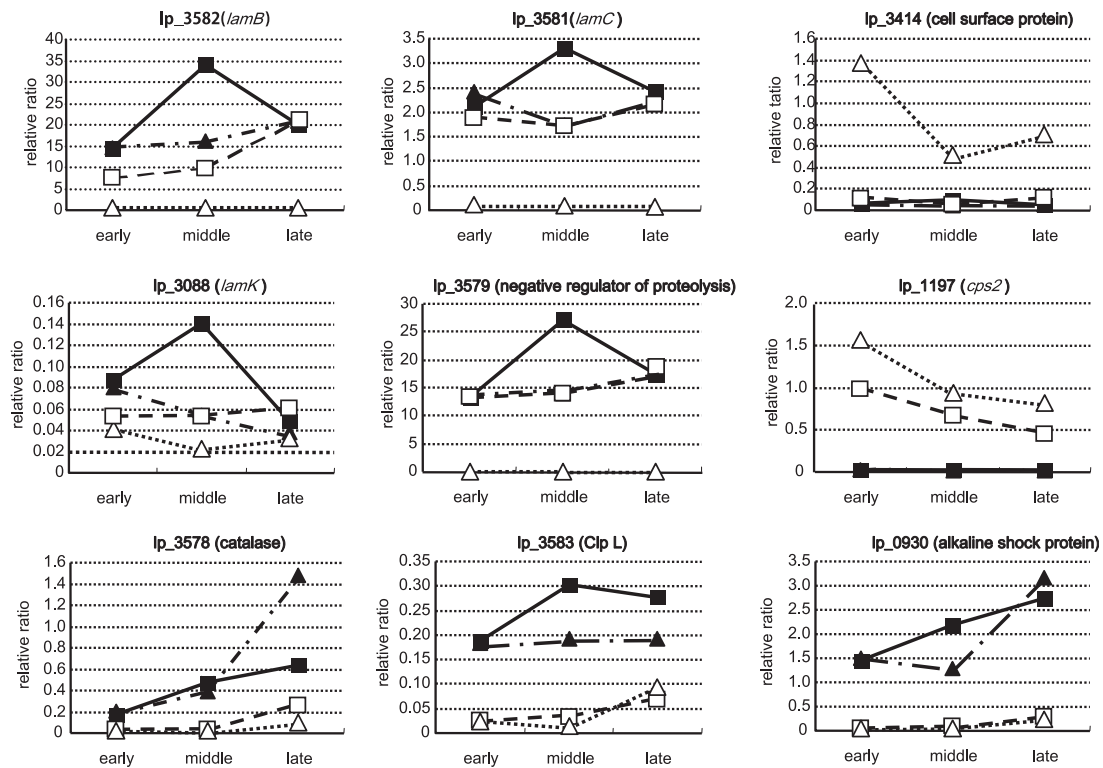 lp_3582(lamB)
relative ratio
40
35
30
25
20
15
10
5
0
early middle late
lp_3581(lamC)
relative ratio
3.5
3.0
2.5
2.0
1.5
1.0
0.5
0.0
early middle late
lp_3414 (cell surface protein)
relative tatio
1.6
1.4
1.2
1.0
0.8
0.6
0.4
0.2
0
early middle late
lp_3088 (lamK)
relative ratio
0.16
0.14
0.12
0.10
0.08
0.06
0.04
0.02
0
early middle late
lp_3579 (negative regulator of proteolysis)
relative ratio
30
25
20
15
10
5
0
early middle late
lp_1197 (cps2)
relative ratio
2.0
1.5
1.0
0.5
0
early middle late
lp_3578 (catalase)
relative ratio
1.6
1.4
1.2
1.0
0.8
0.6
0.4
0.2
0
early middle late
lp_3583 (Clp L)
relative ratio
0.35
0.30
0.25
0.20
0.15
0.10
0.05
0
early middle late
lp_0930 (alkaline shock protein)
relative ratio
3.5
3.0
2.5
2.0
1.5
1.0
0.5
0
early middle late